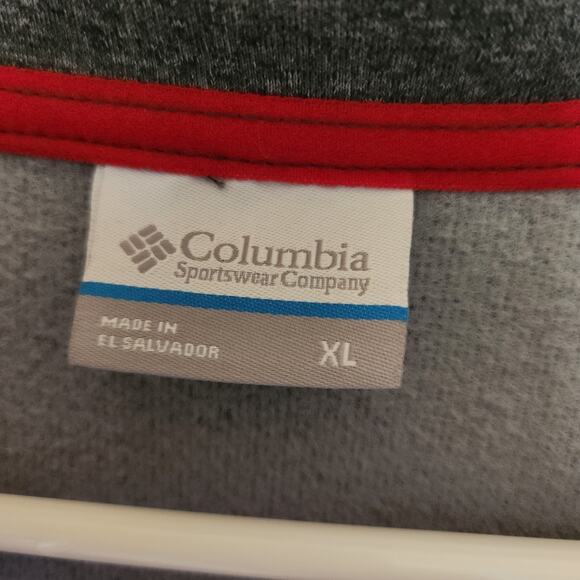 Columbia
Sportswear Company
MADE IN
EL SALVADOR
XL